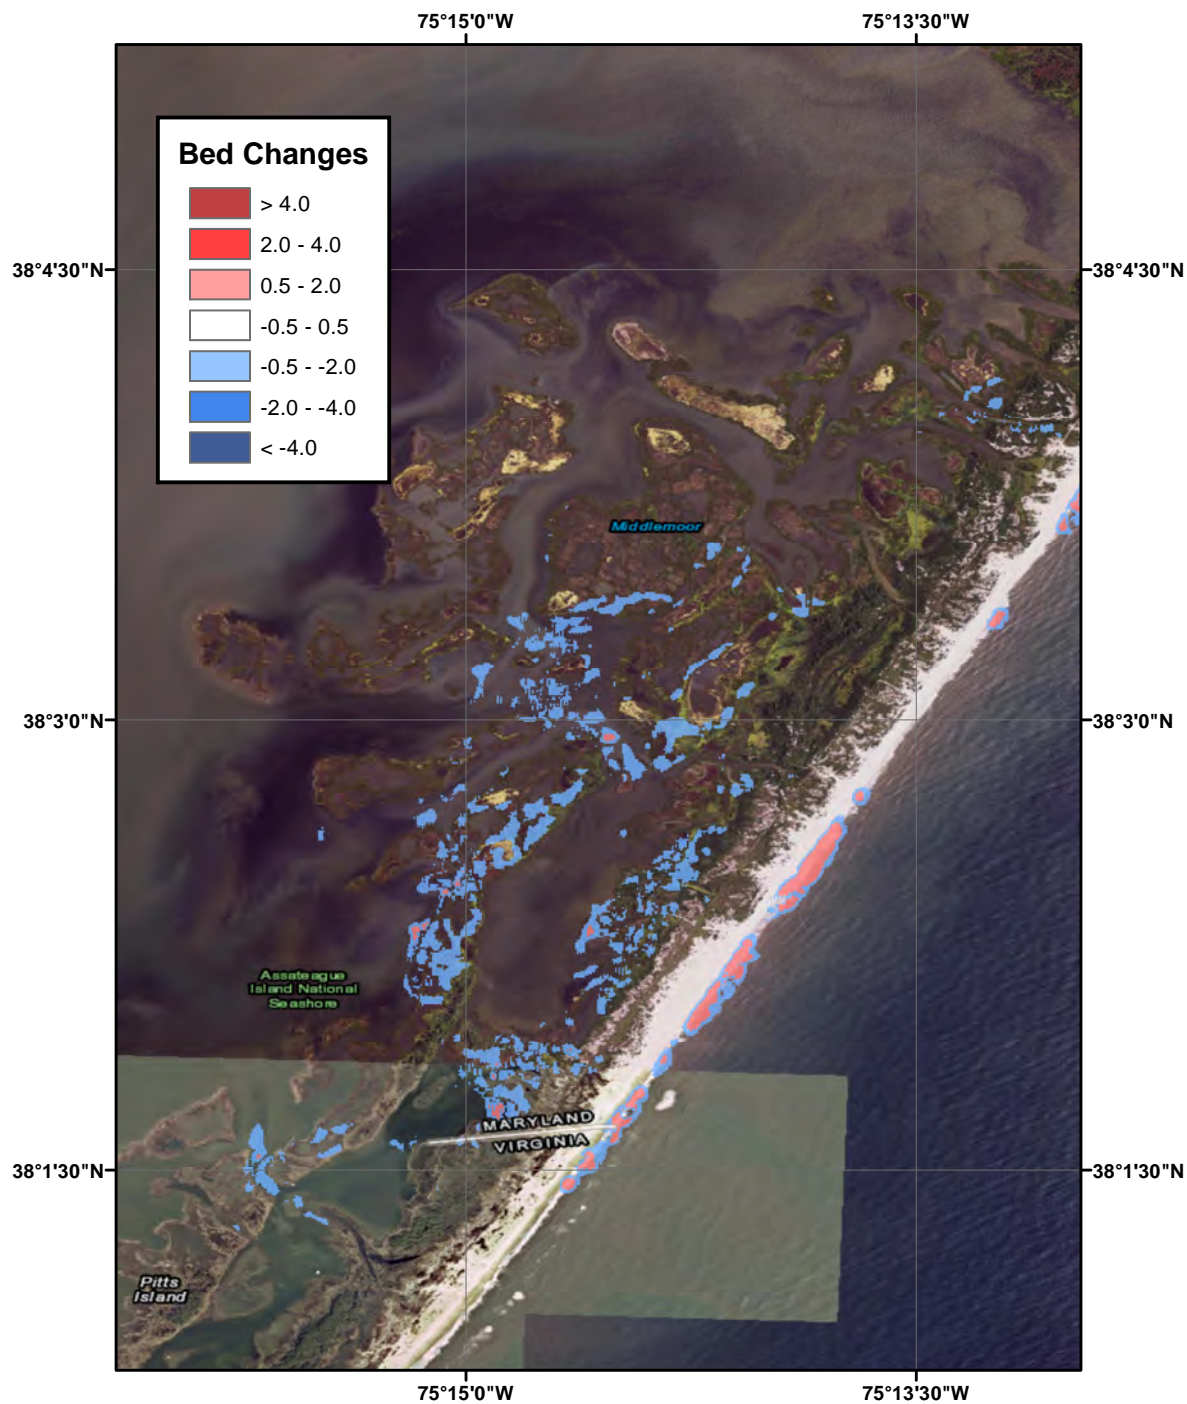 75°15'0"W 75°13'30"W
Bed Changes
> 4.0
2.0 - 4.0
0.5 - 2.0
-0.5 - 0.5
-0.5 - -2.0
-2.0 - -4.0
< -4.0
38°4'30"N 38°4'30"N
Middlemoor
38°3'0"N 38°3'0"N
Assateague
Island National
Seashore
MARYLAND
VIRGINIA
38°1'30"N 38°1'30"N
Pitts
Island
75°15'0"W 75°13'30"W